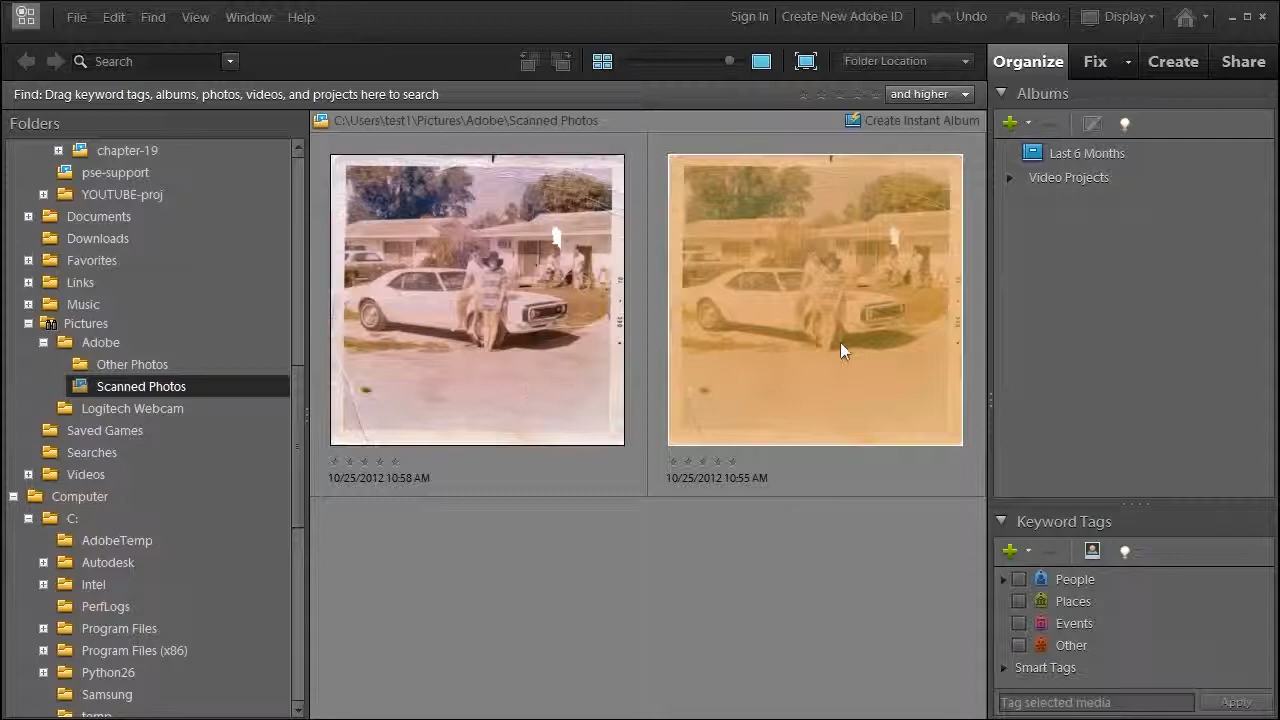 File Edit Find View Window Help Sign In Create New Adobe ID Undo Redo Display
Search Folder Location Organize Fix Create Share
Find: Drag keyword tags, albums, photos, videos, and projects here to search and higher Albums
Folders C:\Users\test1\Pictures\Adobe\Scanned Photos Create Instant Album
chapter-19
pse-support
YOUTUBE-proj
Documents
Downloads
Favorites
Links
Music
Pictures
Adobe
Other Photos
Scanned Photos
Logitech Webcam
Saved Games
Searches
Videos
Computer
C:
AdobeTemp
Autodesk
Intel
PerfLogs
Program Files
Program Files (x86)
Python26
Samsung
temp
10/25/2012 10:58 AM 10/25/2012 10:55 AM
Last 6 Months
Video Projects
Keyword Tags
People
Places
Events
Other
Smart Tags
Tag selected media Apply